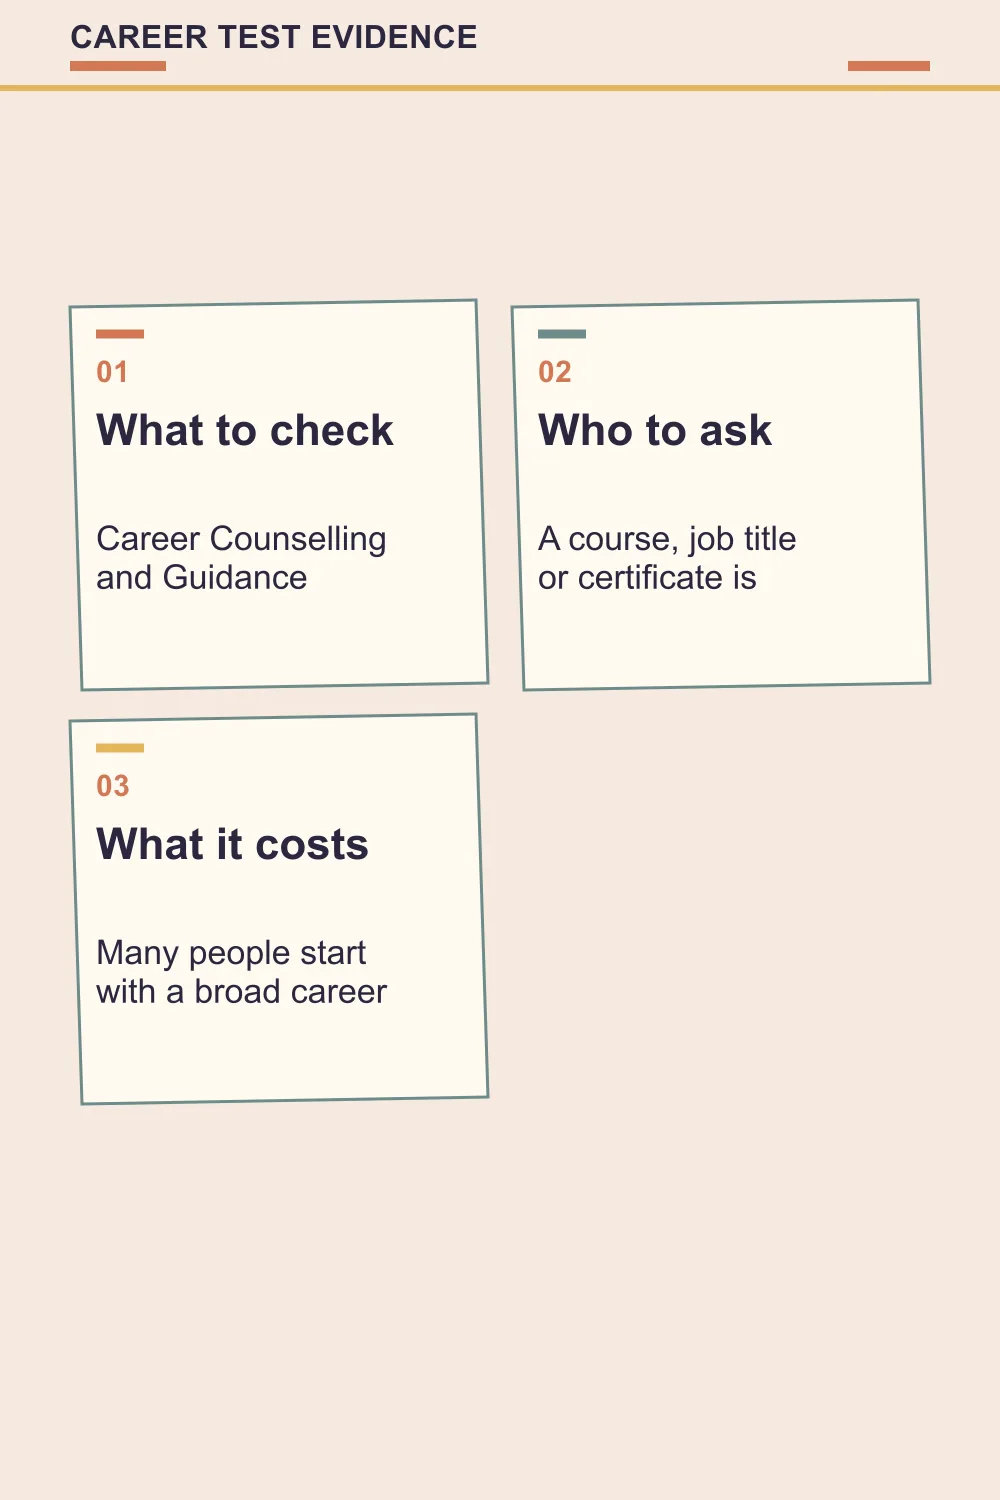 CAREER TEST EVIDENCE
01
What to check
Career Counselling
and Guidance
02
Who to ask
A course, job title
or certificate is
03
What it costs
Many people start
with a broad career